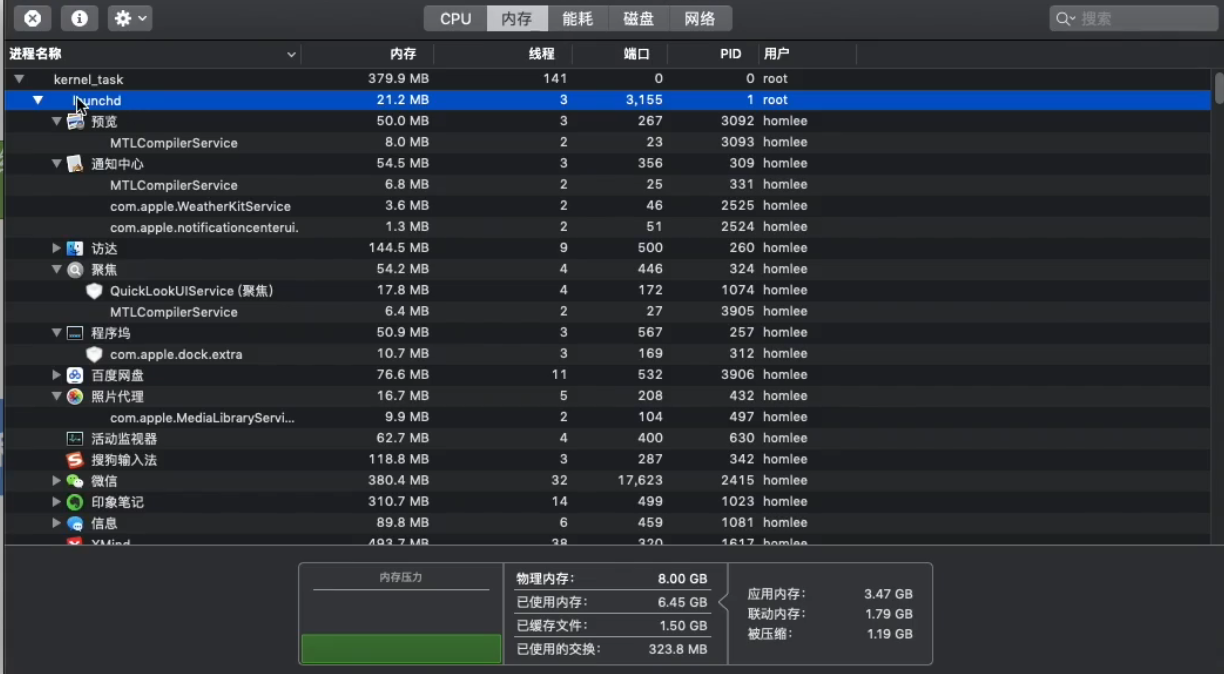 CPU 内存 能耗 磁盘 网络 搜索
进程名称 内存 线程 端口 PID 用户
kernel_task 379.9 MB 141 0 0 root
launchd 21.2 MB 3 3,155 1 root
预览 50.0 MB 3 267 3092 homlee
MTLCompilerService 8.0 MB 2 23 3093 homlee
通知中心 54.5 MB 3 356 309 homlee
MTLCompilerService 6.8 MB 2 25 331 homlee
com.apple.WeatherKitService 3.6 MB 2 46 2525 homlee
com.apple.notificationcenterui. 1.3 MB 2 51 2524 homlee
访达 144.5 MB 9 500 260 homlee
聚焦 54.2 MB 4 446 324 homlee
QuickLookUIService (聚焦) 17.8 MB 4 172 1074 homlee
MTLCompilerService 6.4 MB 2 27 3905 homlee
程序坞 50.9 MB 3 567 257 homlee
com.apple.dock.extra 10.7 MB 3 169 312 homlee
百度网盘 76.6 MB 11 532 3906 homlee
照片代理 16.7 MB 5 208 432 homlee
com.apple.MediaLibraryServi... 9.9 MB 2 104 497 homlee
活动监视器 62.7 MB 4 400 630 homlee
搜狗输入法 118.8 MB 3 287 342 homlee
微信 380.4 MB 32 17,623 2415 homlee
印象笔记 310.7 MB 14 499 1023 homlee
信息 89.8 MB 6 459 1081 homlee
XMind 493.7 MB 38 320 1617 homlee
内存压力
物理内存: 8.00 GB
已使用内存: 6.45 GB
已缓存文件: 1.50 GB
已使用的交换: 323.8 MB
应用内存: 3.47 GB
联动内存: 1.79 GB
被压缩: 1.19 GB